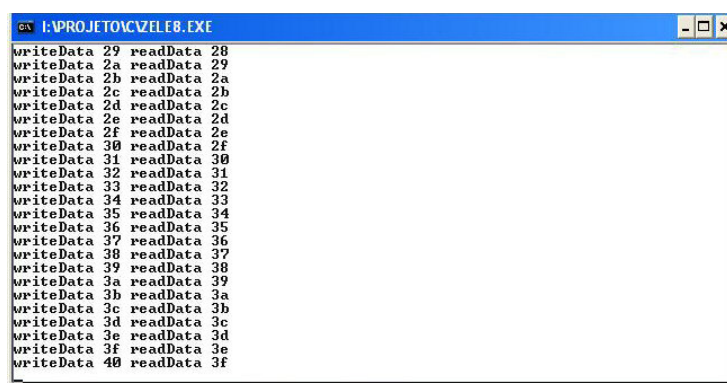 I:\PROJETO\C\ZELE8.EXE
writeData 29 readData 28
writeData 2a readData 29
writeData 2b readData 2a
writeData 2c readData 2b
writeData 2d readData 2c
writeData 2e readData 2d
writeData 2f readData 2e
writeData 30 readData 2f
writeData 31 readData 30
writeData 32 readData 31
writeData 33 readData 32
writeData 34 readData 33
writeData 35 readData 34
writeData 36 readData 35
writeData 37 readData 36
writeData 38 readData 37
writeData 39 readData 38
writeData 3a readData 39
writeData 3b readData 3a
writeData 3c readData 3b
writeData 3d readData 3c
writeData 3e readData 3d
writeData 3f readData 3e
writeData 40 readData 3f